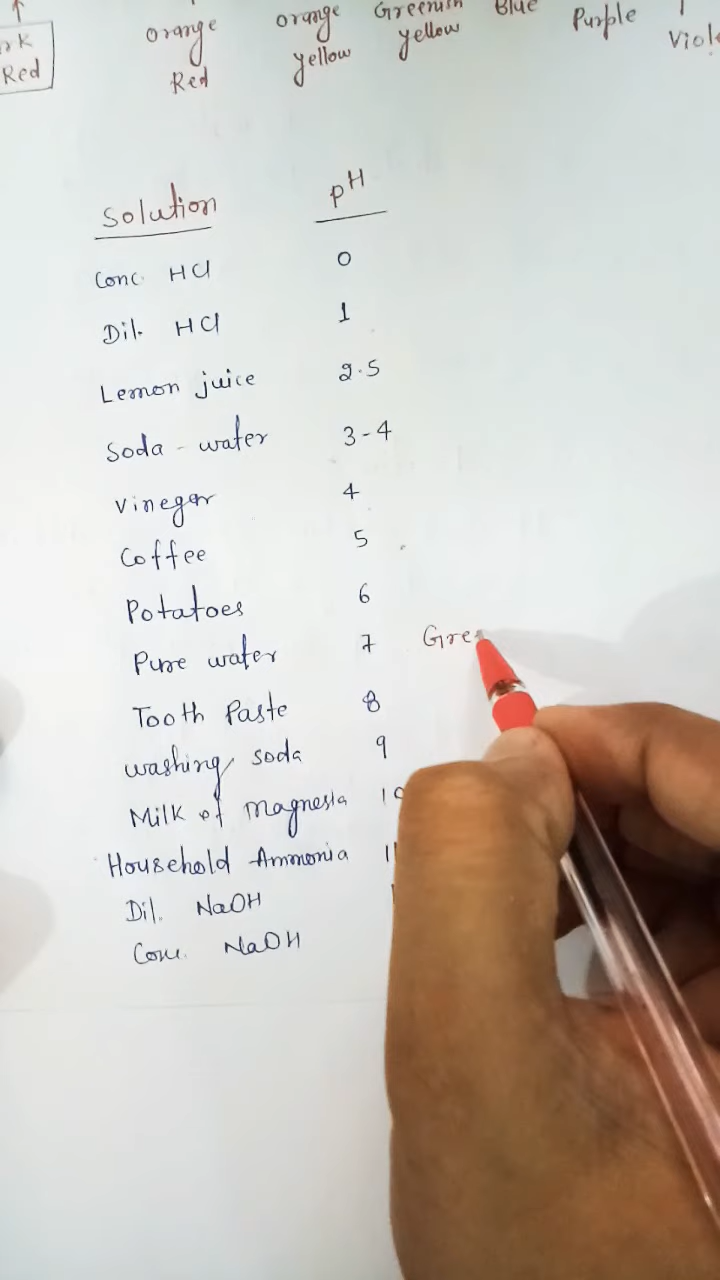 orange Red
orange yellow
Greenish yellow
Blue
Purple
Red
Solution pH
Conc HCl 0
Dil. HCl 1
Lemon juice 2.5
Soda - water 3-4
Vinegar 4
Coffee 5
Potatoes 6
Pure water 7 Gre
Tooth Paste 8
washing soda 9
Milk of magnesia 10
Household Ammonia 11
Dil. NaOH
Conc. NaOH